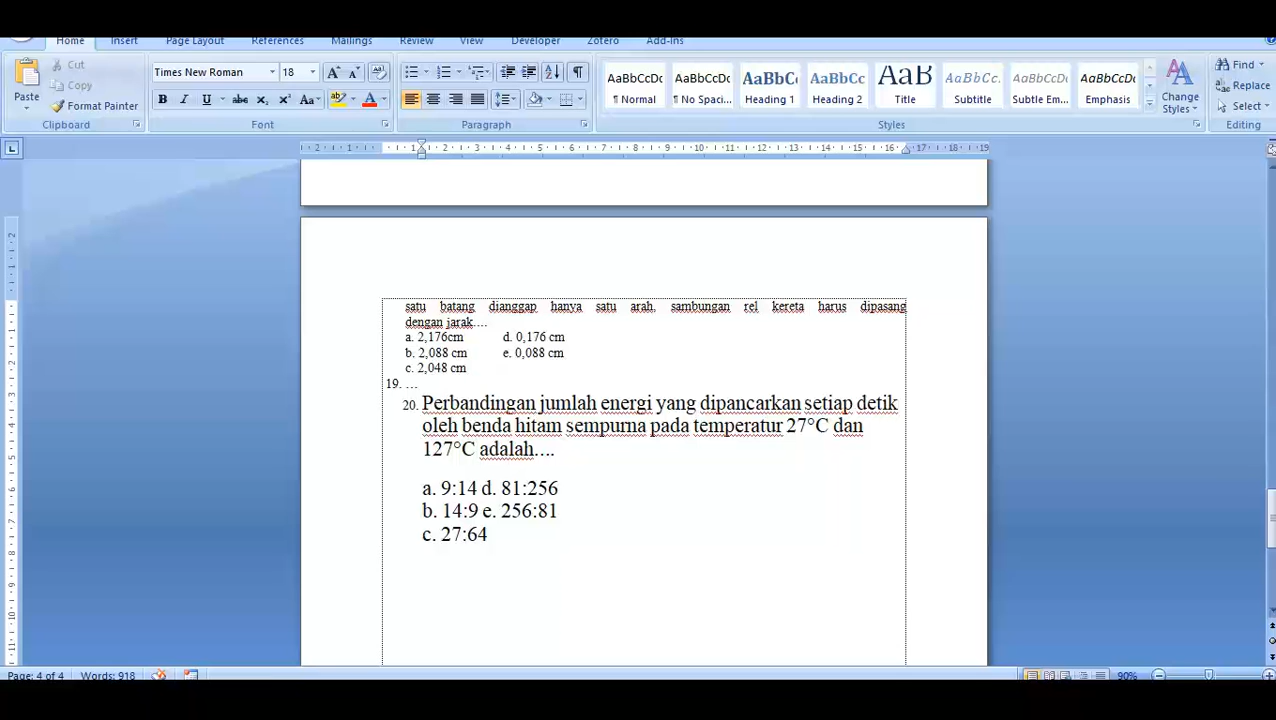 Home Insert Page Layout References Mailings Review View Developer Zotero Add-Ins
Cut
Copy
Format Painter
Paste
Clipboard
Times New Roman 18
Font
Paragraph
AaBbCcDc AaBbCcDc AaBbCc AaBbCc AaB AaBbCc. AaBbCcDc AaBbCcDc
¶ Normal ¶ No Spaci... Heading 1 Heading 2 Title Subtitle Subtle Em... Emphasis
Change Styles
Styles
Find
Replace
Select
Editing
satu batang dianggap hanya satu arah, sambungan rel kereta harus dipasang
dengan jarak....
a. 2,176cm d. 0,176 cm
b. 2,088 cm e. 0,088 cm
c. 2,048 cm
19. ...
20. Perbandingan jumlah energi yang dipancarkan setiap detik
oleh benda hitam sempurna pada temperatur 27°C dan
127°C adalah....
a. 9:14 d. 81:256
b. 14:9 e. 256:81
c. 27:64
Page: 4 of 4 Words: 918 90%